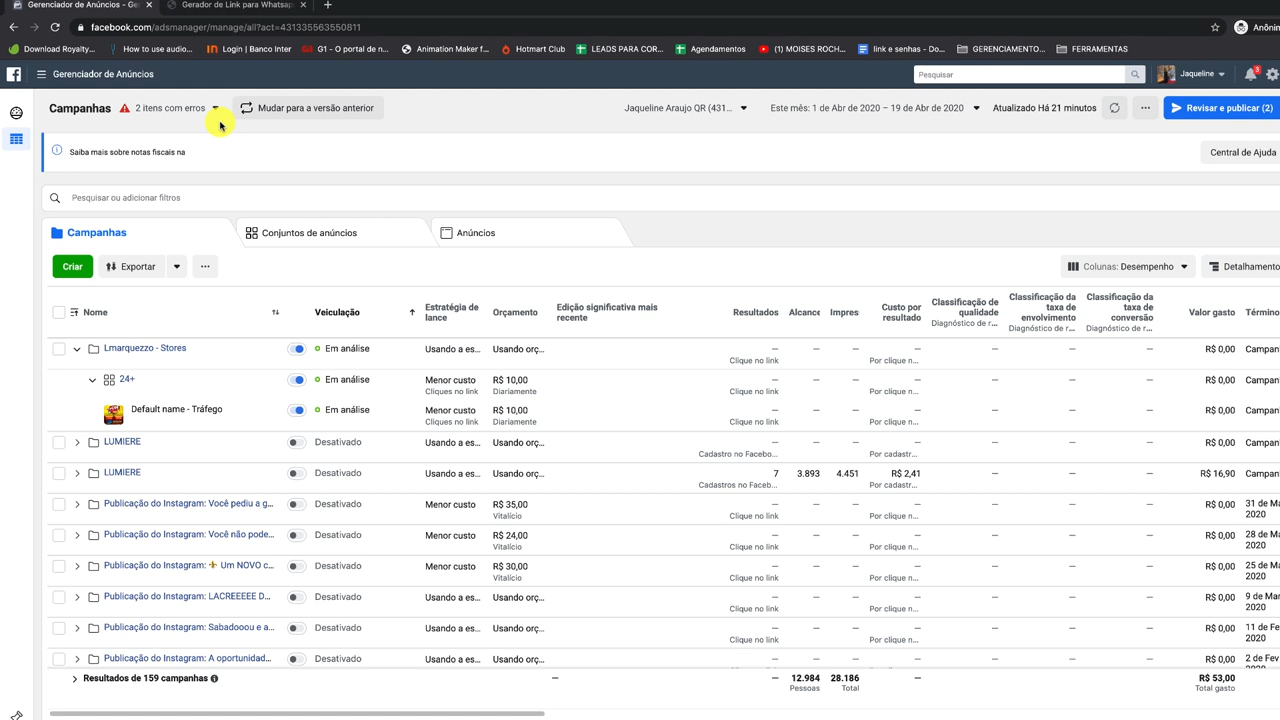 Gerenciador de Anúncios - Ger
Gerador de Link para Whatsap
facebook.com/adsmanager/manage/all?act=431335563550811
Anônin
Download Royalty...
How to use audio...
Login | Banco Inter
G1 - O portal de n...
Animation Maker f...
Hotmart Club
LEADS PARA COR...
Agendamentos
(1) MOISES ROCH...
link e senhas - Do...
GERENCIAMENTO...
FERRAMENTAS
Gerenciador de Anúncios
Pesquisar
Jaqueline
3
Campanhas
2 itens com erros
Mudar para a versão anterior
Jaqueline Araujo QR (431...
Este mês: 1 de Abr de 2020 – 19 de Abr de 2020
Atualizado Há 21 minutos
Revisar e publicar (2)
Saiba mais sobre notas fiscais na
Central de Ajuda
Pesquisar ou adicionar filtros
Campanhas
Conjuntos de anúncios
Anúncios
Criar
Exportar
Colunas: Desempenho
Detalhamento
Nome
Veiculação
Estratégia de lance
Orçamento
Edição significativa mais recente
Resultados
Alcance
Impres
Custo por resultado
Classificação de qualidade
Diagnóstico de r...
Classificação da taxa de envolvimento
Diagnóstico de r...
Classificação da taxa de conversão
Diagnóstico de r...
Valor gasto
Término
Lmarquezzo - Stores Em análise Usando a es... Usando orç... — — — — — — — R$ 0,00 Campanh
Clique no link Por clique n...
24+ Em análise Menor custo R$ 10,00 — — — — — — — R$ 0,00 Campanh
Cliques no link Diariamente Clique no link Por clique n...
Default name - Tráfego Em análise Menor custo R$ 10,00 — — — — — — — R$ 0,00 Campanh
Cliques no link Diariamente Clique no link Por clique n...
LUMIERE Desativado Usando a es... Usando orç... — — — — — — — R$ 0,00 Campanh
Cadastro no Facebo... Por cadastr...
LUMIERE Desativado Usando a es... Usando orç... 7 3.893 4.451 R$ 2,41 — — — R$ 16,90 Campanh
Cadastros no Faceb... Por cadastr...
Publicação do Instagram: Você pediu a g... Desativado Menor custo R$ 35,00 — — — — — — — R$ 0,00 31 de Ma
Vitalício Clique no link Por clique n... 2020
Publicação do Instagram: Você não pode... Desativado Menor custo R$ 24,00 — — — — — — — R$ 0,00 28 de Ma
Vitalício Clique no link Por clique n... 2020
Publicação do Instagram: Um NOVO c... Desativado Menor custo R$ 30,00 — — — — — — — R$ 0,00 25 de Ma
Vitalício Clique no link Por clique n... 2020
Publicação do Instagram: LACREEEE D... Desativado Usando a es... Usando orç... — — — — — — — R$ 0,00 9 de Mar
Clique no link Por clique n... 2020
Publicação do Instagram: Sabadooou e a... Desativado Usando a es... Usando orç... — — — — — — — R$ 0,00 11 de Fe
Clique no link Por clique n... 2020
Publicação do Instagram: A oportunidad... Desativado Usando a es... Usando orç... — — — — — — — R$ 0,00 2 de Fev
Resultados de 159 campanhas — — 12.984 28.186 — R$ 53,00
Pessoas Total Total gasto